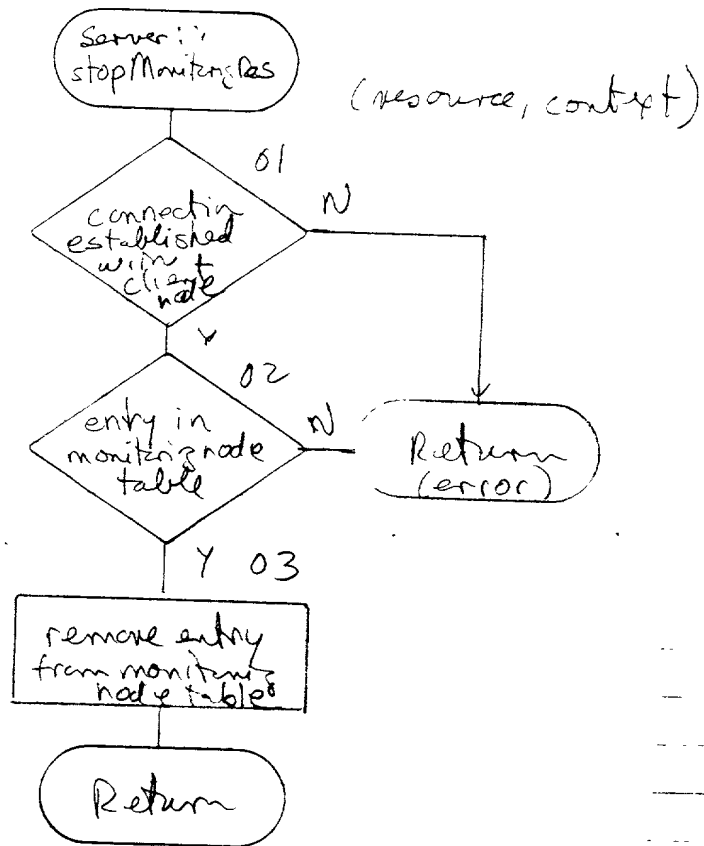 Server::
stopMonitoringRes
(resource, context)
01
connection
established
with
client
node
N
Y
02
entry in
monitoring node
table
N
Return
(error)
Y 03
remove entry
from monitoring
node table
Return